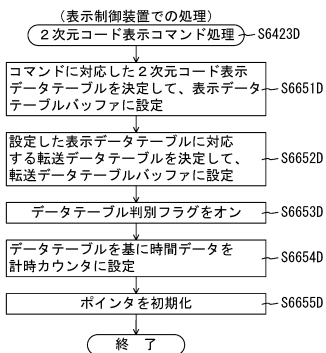 (表示制御装置での処理)
2次元コード表示コマンド処理 S6423D
コマンドに対応した2次元コード表示
データテーブルを決定して、表示データ
テーブルバッファに設定
S6651D
設定した表示データテーブルに対応
する転送データテーブルを決定して、
転送データテーブルバッファに設定
S6652D
データテーブル判別フラグをオン S6653D
データテーブルを基に時間データを
計時カウンタに設定
S6654D
ポインタを初期化 S6655D
終 了